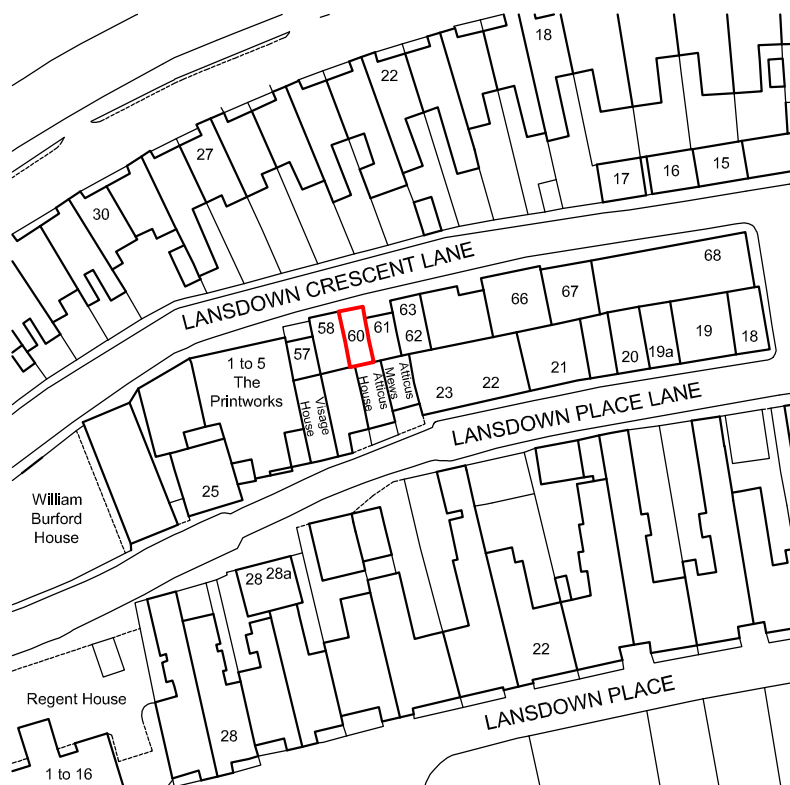 18
22
27
30
17
16
15
LANSDOWN CRESCENT LANE
68
67
66
63
62
61
60
58
57
1 to 5
The
Printworks
Visage
House
Atticus
House
Atticus
Mews
23
22
21
20
19a
19
18
LANSDOWN PLACE LANE
25
William
Burford
House
28
28a
22
LANSDOWN PLACE
Regent House
28
1 to 16